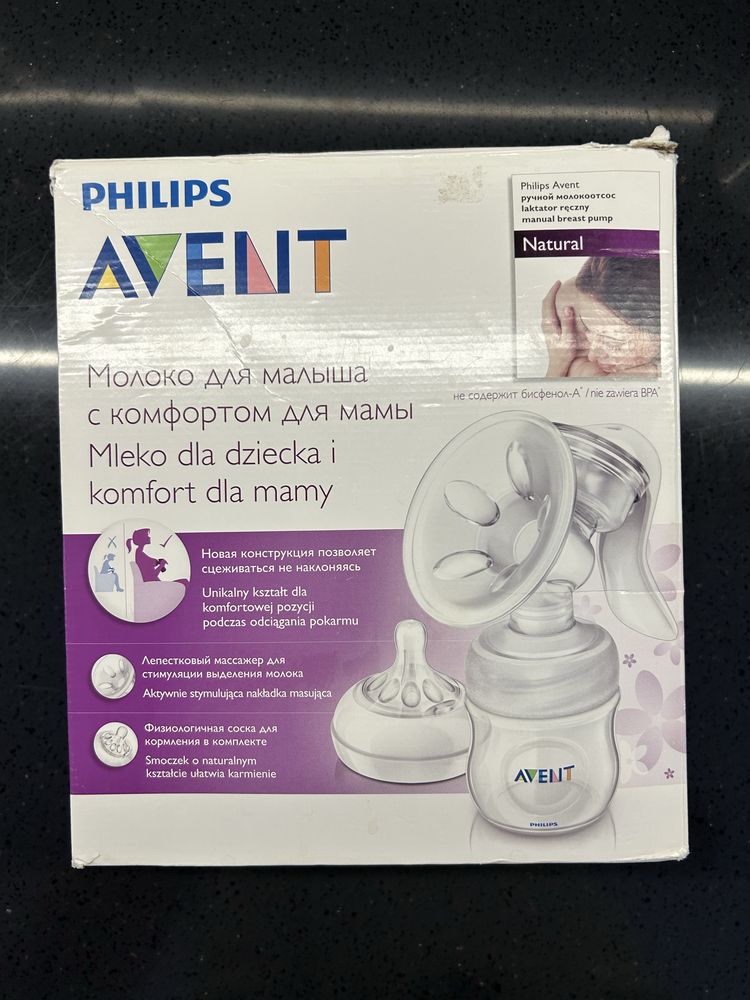 PHILIPS
AVENT
Philips Avent
ручной молокоотсос
laktator ręczny
manual breast pump
Natural
Молоко для малыша
с комфортом для мамы
Mleko dla dziecka i
komfort dla mamy
не содержит бисфенол-А* / nie zawiera BPA*
Новая конструкция позволяет
сцеживаться не наклоняясь
Unikalny kształt dla
komfortowej pozycji
podczas odciągania pokarmu
Лепестковый массажер для
стимуляции выделения молока
Aktywnie stymulująca nakładka masująca
Физиологичная соска для
кормления в комплекте
Smoczek o naturalnym
kształcie ułatwia karmienie
AVENT
PHILIPS